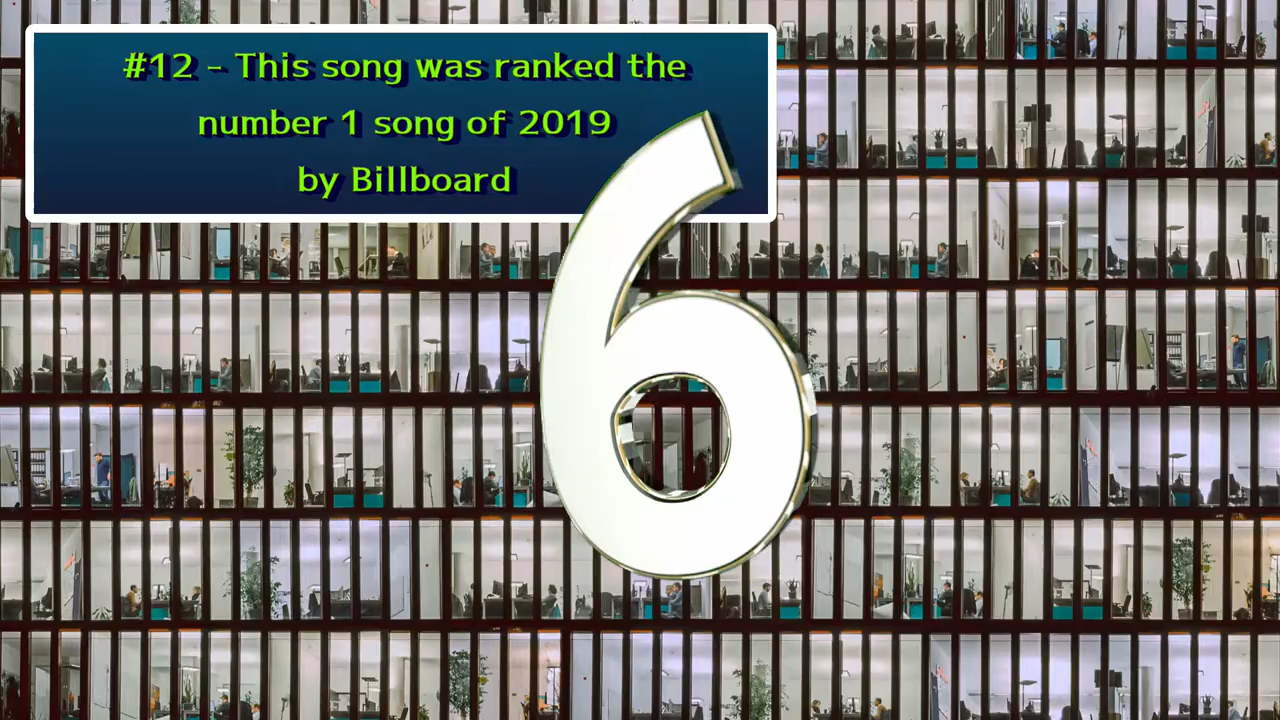 #12 - This song was ranked the
number 1 song of 2019
by Billboard
6